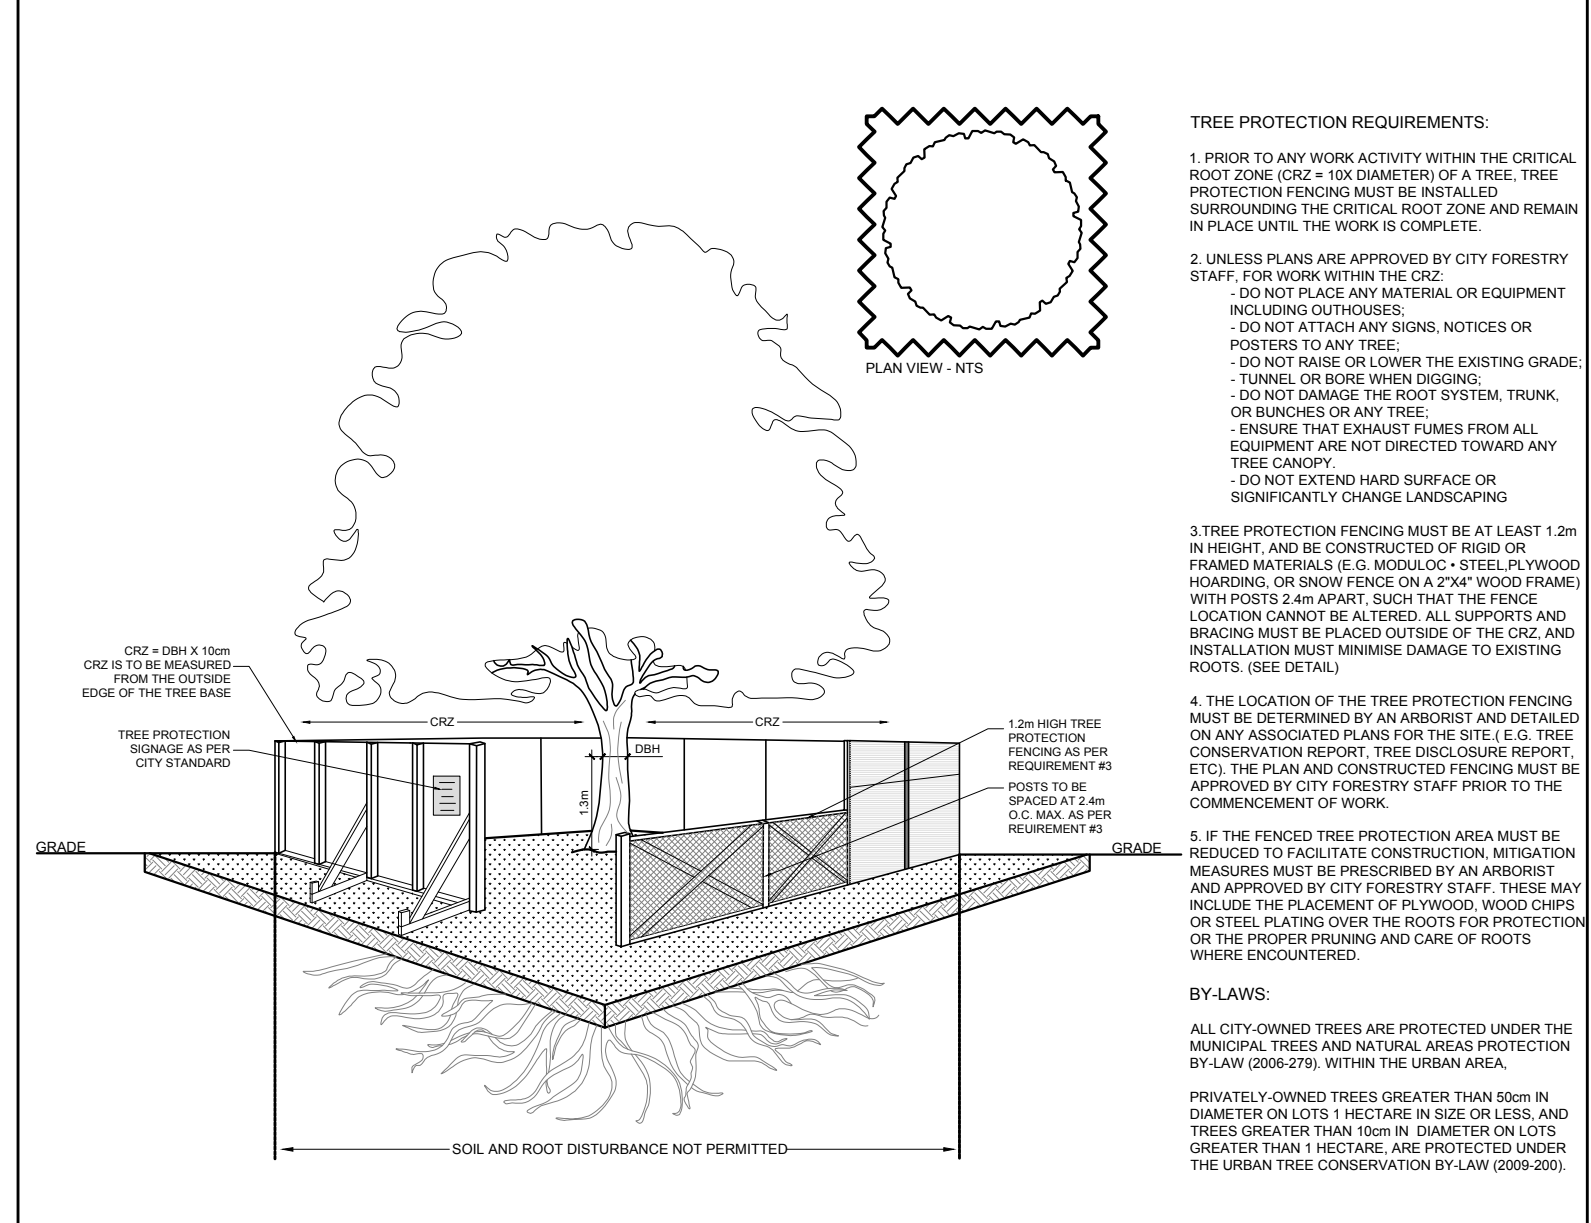 PLAN VIEW - NTS
CRZ = DBH X 10cm
CRZ IS TO BE MEASURED
FROM THE OUTSIDE
EDGE OF THE TREE BASE
TREE PROTECTION
SIGNAGE AS PER
CITY STANDARD
CRZ
CRZ
DBH
1.3m
1.2m HIGH TREE
PROTECTION
FENCING AS PER
REQUIREMENT #3
POSTS TO BE
SPACED AT 2.4m
O.C. MAX. AS PER
REUIREMENT #3
GRADE
GRADE
SOIL AND ROOT DISTURBANCE NOT PERMITTED
TREE PROTECTION REQUIREMENTS:
1. PRIOR TO ANY WORK ACTIVITY WITHIN THE CRITICAL
ROOT ZONE (CRZ = 10X DIAMETER) OF A TREE, TREE
PROTECTION FENCING MUST BE INSTALLED
SURROUNDING THE CRITICAL ROOT ZONE AND REMAIN
IN PLACE UNTIL THE WORK IS COMPLETE.
2. UNLESS PLANS ARE APPROVED BY CITY FORESTRY
STAFF, FOR WORK WITHIN THE CRZ:
- DO NOT PLACE ANY MATERIAL OR EQUIPMENT
INCLUDING OUTHOUSES;
- DO NOT ATTACH ANY SIGNS, NOTICES OR
POSTERS TO ANY TREE;
- DO NOT RAISE OR LOWER THE EXISTING GRADE;
- TUNNEL OR BORE WHEN DIGGING;
- DO NOT DAMAGE THE ROOT SYSTEM, TRUNK,
OR BUNCHES OR ANY TREE;
- ENSURE THAT EXHAUST FUMES FROM ALL
EQUIPMENT ARE NOT DIRECTED TOWARD ANY
TREE CANOPY.
- DO NOT EXTEND HARD SURFACE OR
SIGNIFICANTLY CHANGE LANDSCAPING
3.TREE PROTECTION FENCING MUST BE AT LEAST 1.2m
IN HEIGHT, AND BE CONSTRUCTED OF RIGID OR
FRAMED MATERIALS (E.G. MODULOC • STEEL,PLYWOOD
HOARDING, OR SNOW FENCE ON A 2"X4" WOOD FRAME)
WITH POSTS 2.4m APART, SUCH THAT THE FENCE
LOCATION CANNOT BE ALTERED. ALL SUPPORTS AND
BRACING MUST BE PLACED OUTSIDE OF THE CRZ, AND
INSTALLATION MUST MINIMISE DAMAGE TO EXISTING
ROOTS. (SEE DETAIL)
4. THE LOCATION OF THE TREE PROTECTION FENCING
MUST BE DETERMINED BY AN ARBORIST AND DETAILED
ON ANY ASSOCIATED PLANS FOR THE SITE.( E.G. TREE
CONSERVATION REPORT, TREE DISCLOSURE REPORT,
ETC). THE PLAN AND CONSTRUCTED FENCING MUST BE
APPROVED BY CITY FORESTRY STAFF PRIOR TO THE
COMMENCEMENT OF WORK.
5. IF THE FENCED TREE PROTECTION AREA MUST BE
REDUCED TO FACILITATE CONSTRUCTION, MITIGATION
MEASURES MUST BE PRESCRIBED BY AN ARBORIST
AND APPROVED BY CITY FORESTRY STAFF. THESE MAY
INCLUDE THE PLACEMENT OF PLYWOOD, WOOD CHIPS
OR STEEL PLATING OVER THE ROOTS FOR PROTECTION
OR THE PROPER PRUNING AND CARE OF ROOTS
WHERE ENCOUNTERED.
BY-LAWS:
ALL CITY-OWNED TREES ARE PROTECTED UNDER THE
MUNICIPAL TREES AND NATURAL AREAS PROTECTION
BY-LAW (2006-279). WITHIN THE URBAN AREA,
PRIVATELY-OWNED TREES GREATER THAN 50cm IN
DIAMETER ON LOTS 1 HECTARE IN SIZE OR LESS, AND
TREES GREATER THAN 10cm IN DIAMETER ON LOTS
GREATER THAN 1 HECTARE, ARE PROTECTED UNDER
THE URBAN TREE CONSERVATION BY-LAW (2009-200).